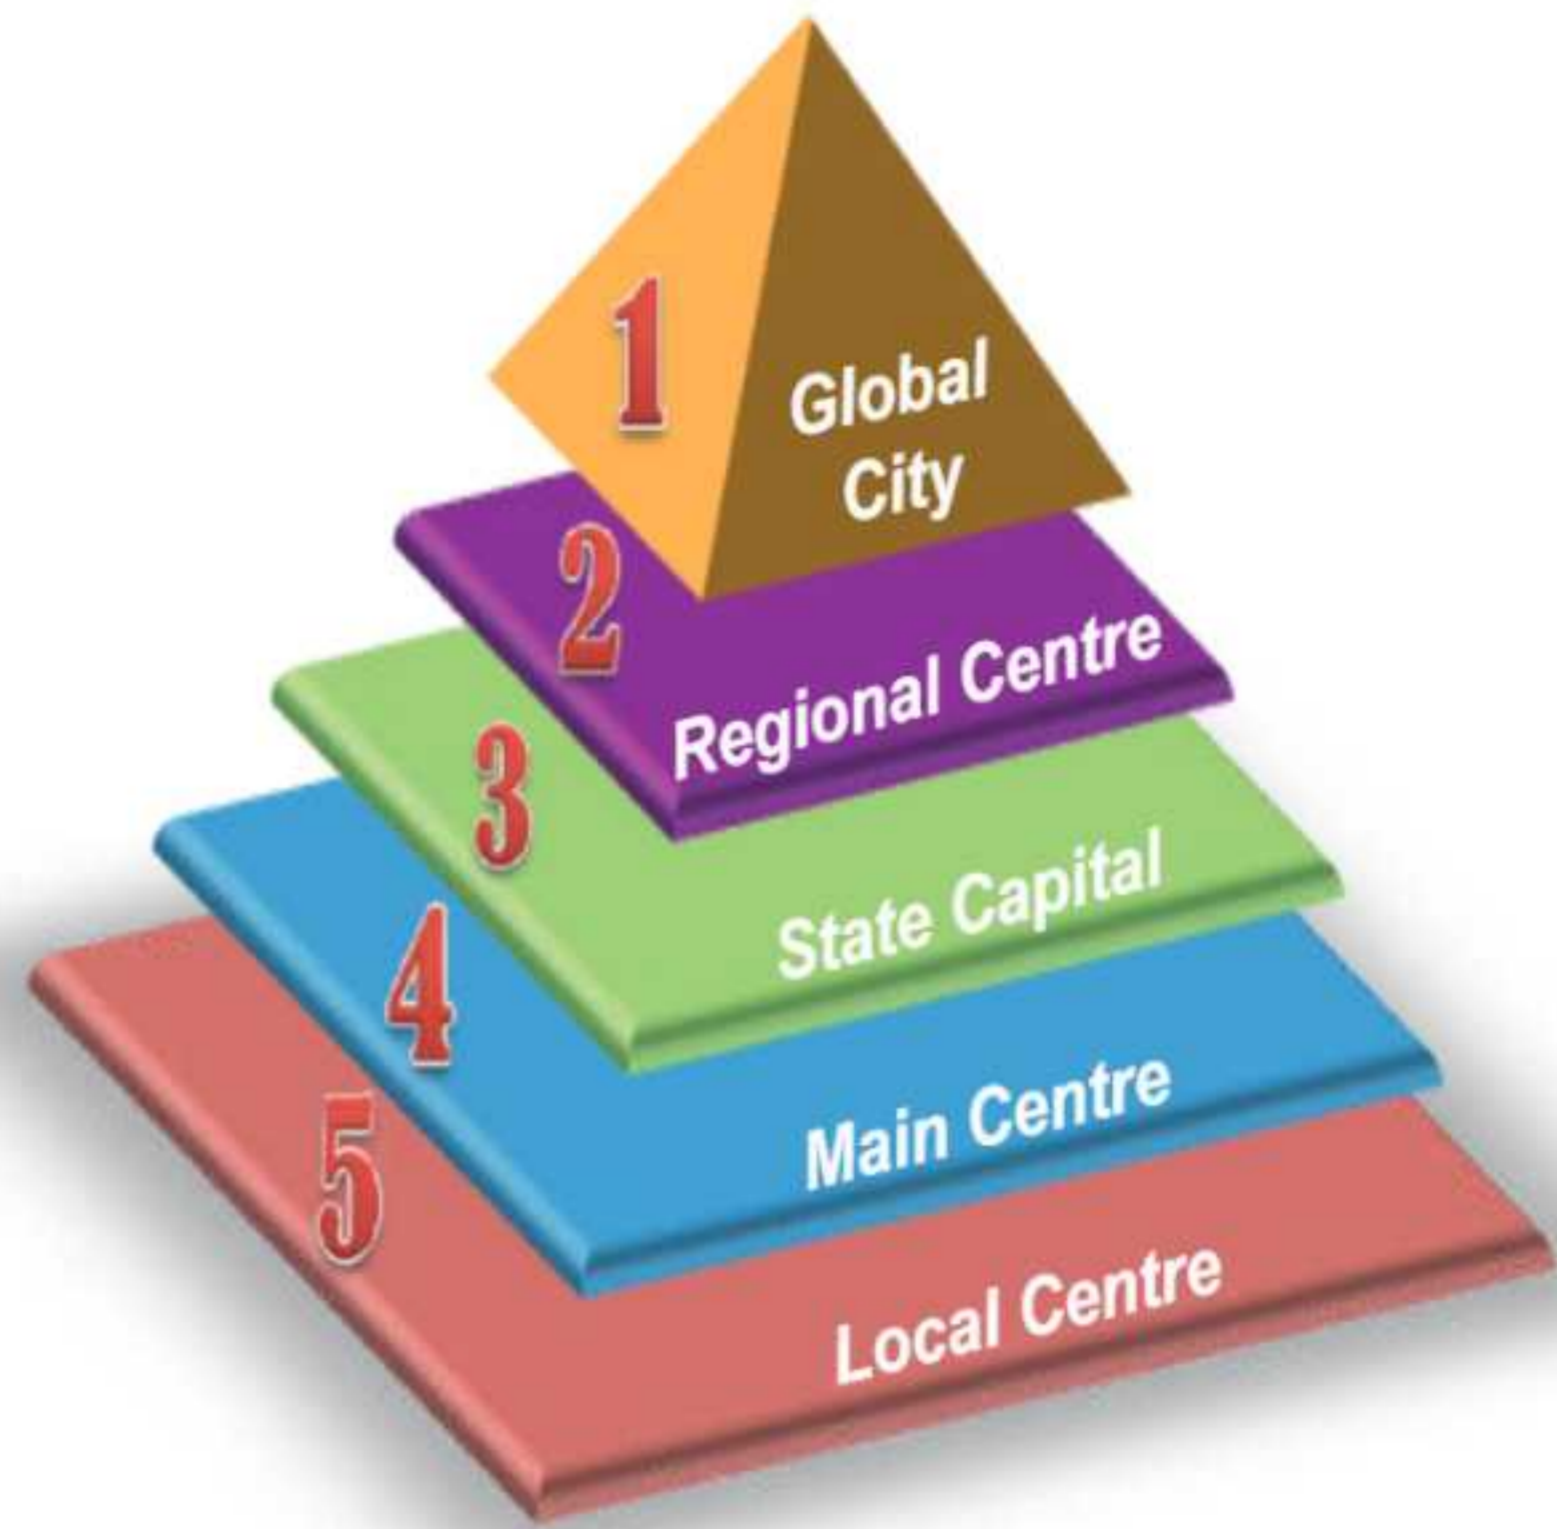 1
Global
City
2
Regional Centre
3
State Capital
4
Main Centre
5
Local Centre